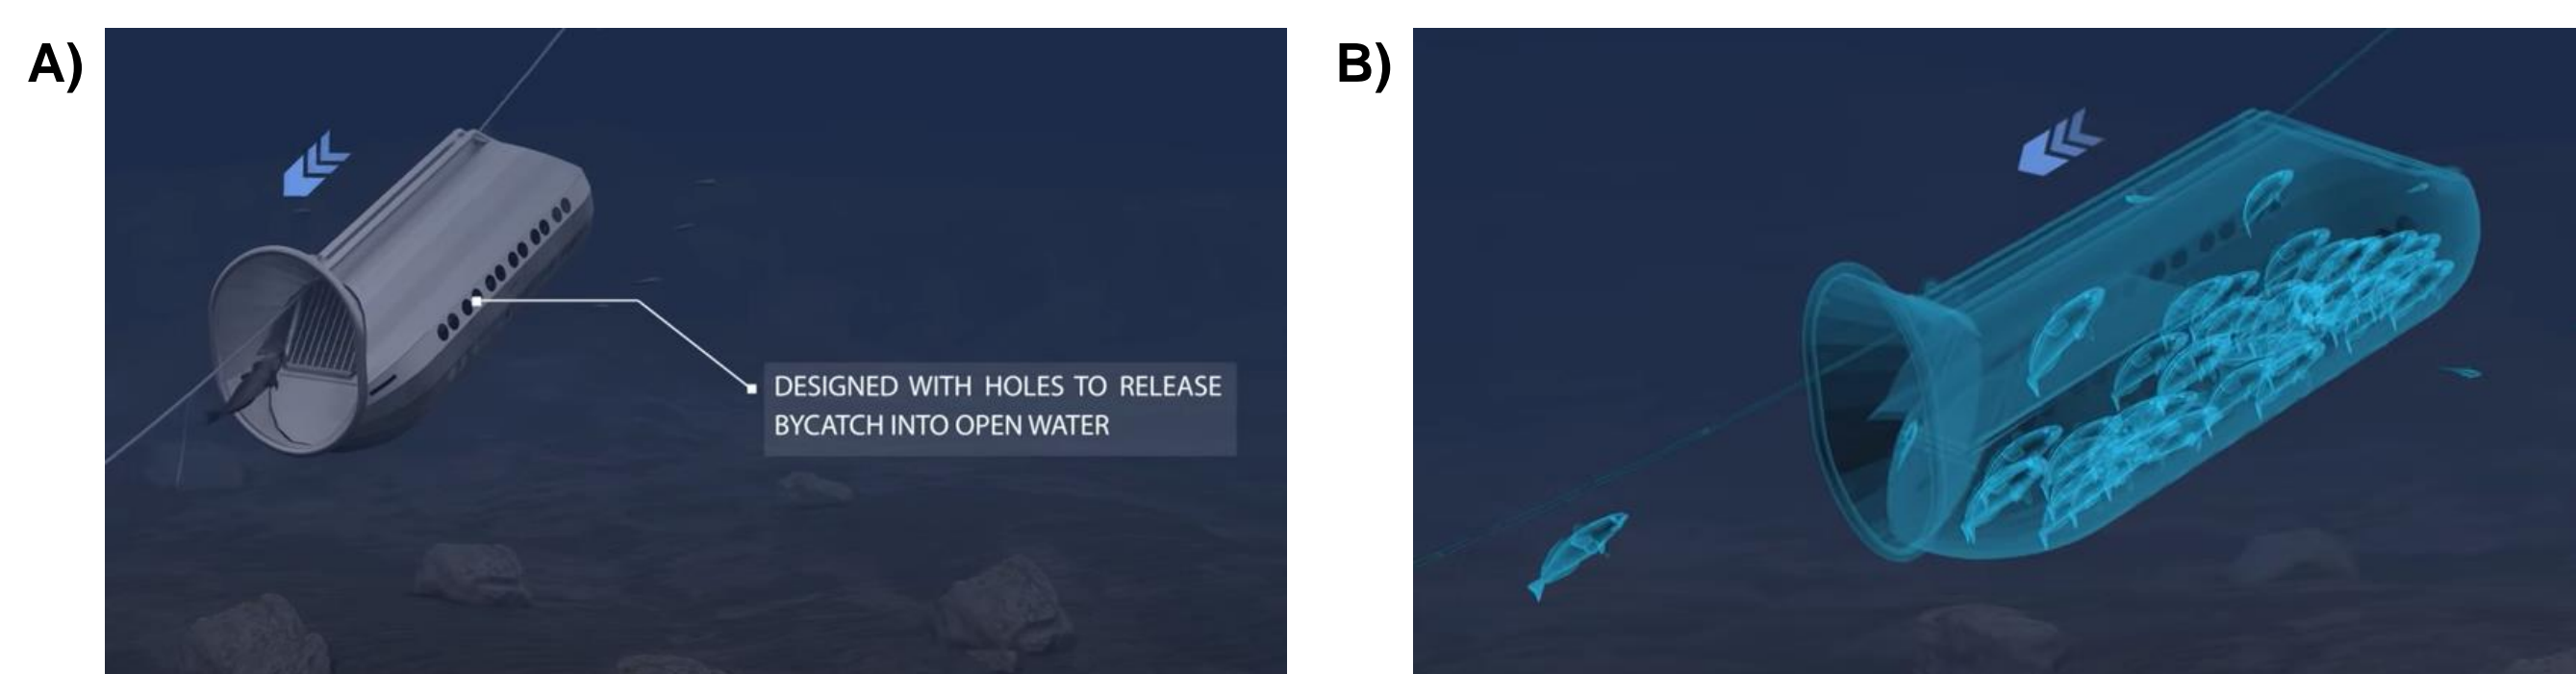 A)
B)
DESIGNED WITH HOLES TO RELEASE
BYCATCH INTO OPEN WATER